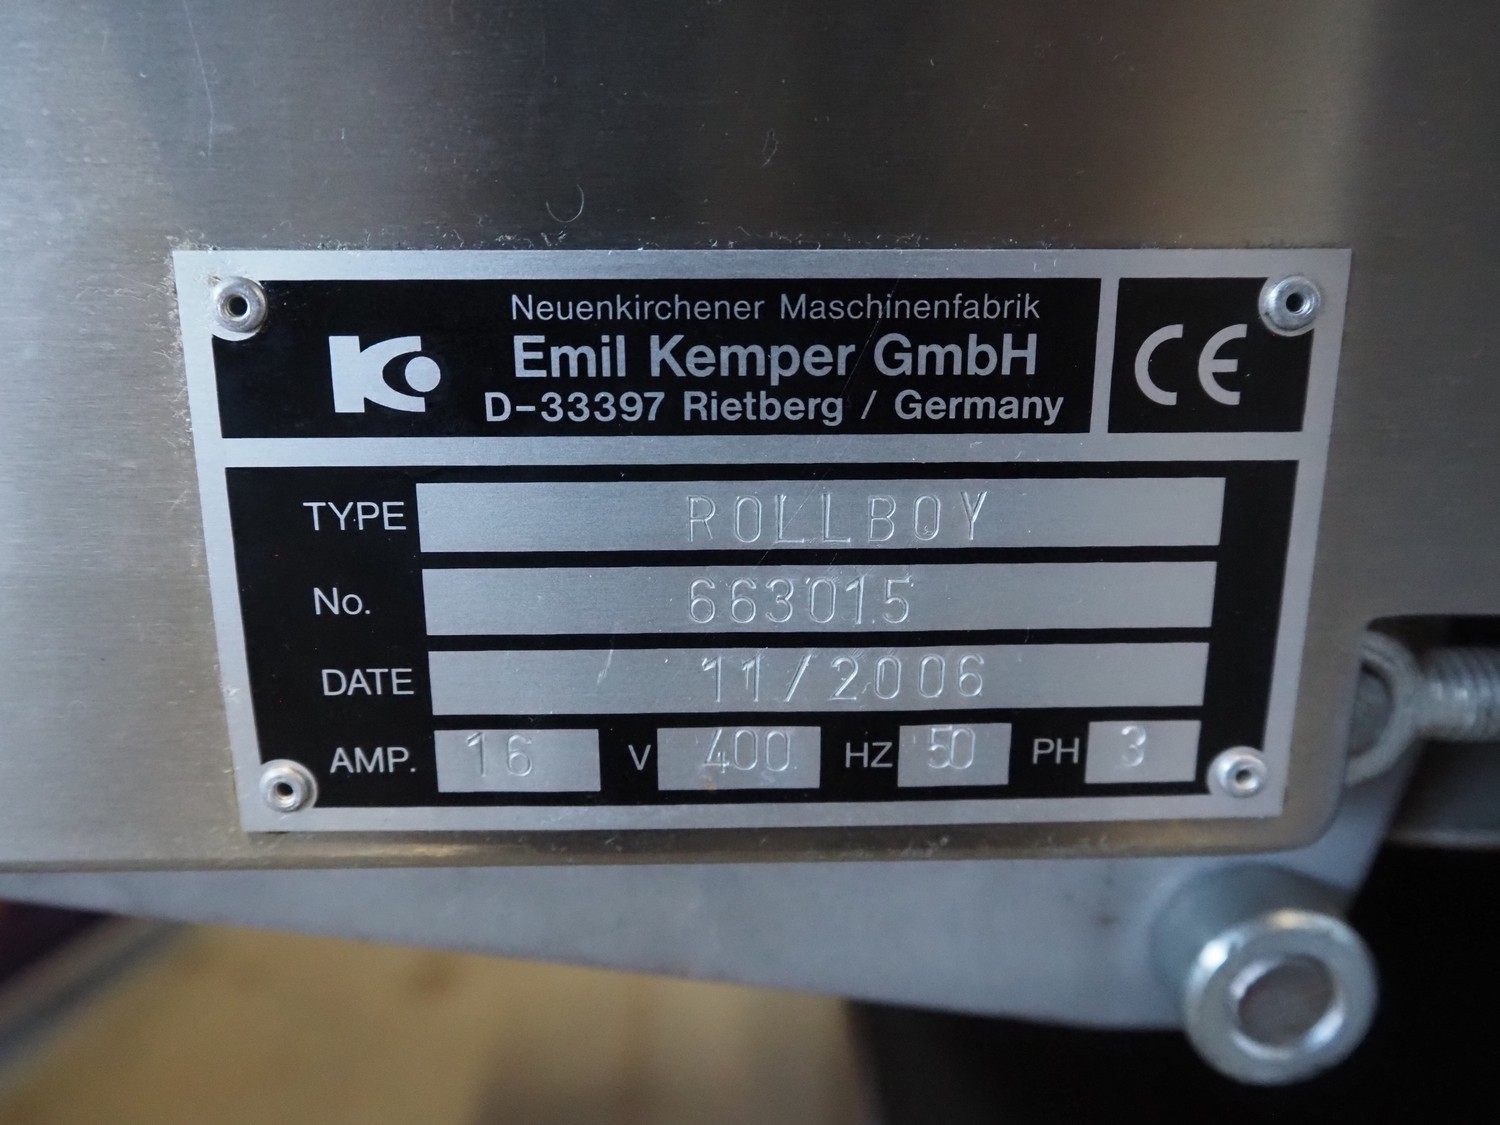 Neuenkirchener Maschinenfabrik
Emil Kemper GmbH
D-33397 Rietberg / Germany
CE
TYPE ROLLBOY
No. 663015
DATE 11/2006
AMP. 16 V 400 HZ 50 PH 3